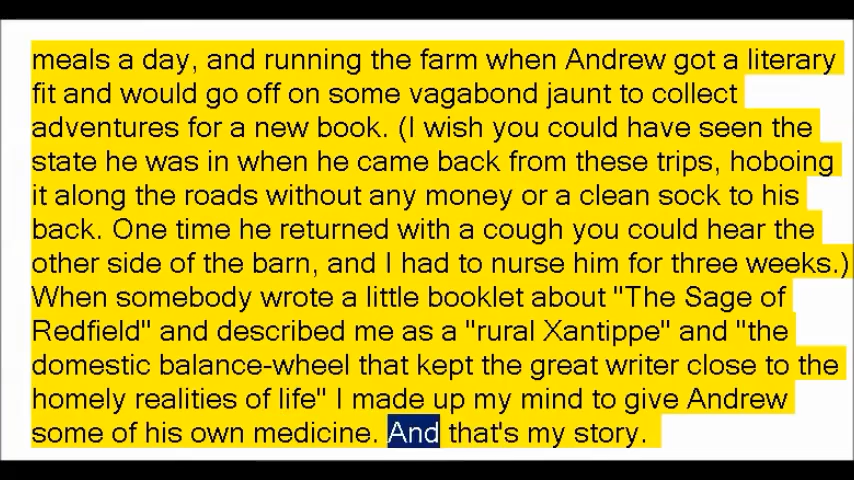 meals a day, and running the farm when Andrew got a literary
fit and would go off on some vagabond jaunt to collect
adventures for a new book. (I wish you could have seen the
state he was in when he came back from these trips, hoboing
it along the roads without any money or a clean sock to his
back. One time he returned with a cough you could hear the
other side of the barn, and I had to nurse him for three weeks.)
When somebody wrote a little booklet about "The Sage of
Redfield" and described me as a "rural Xantippe" and "the
domestic balance-wheel that kept the great writer close to the
homely realities of life" I made up my mind to give Andrew
some of his own medicine. And that's my story.